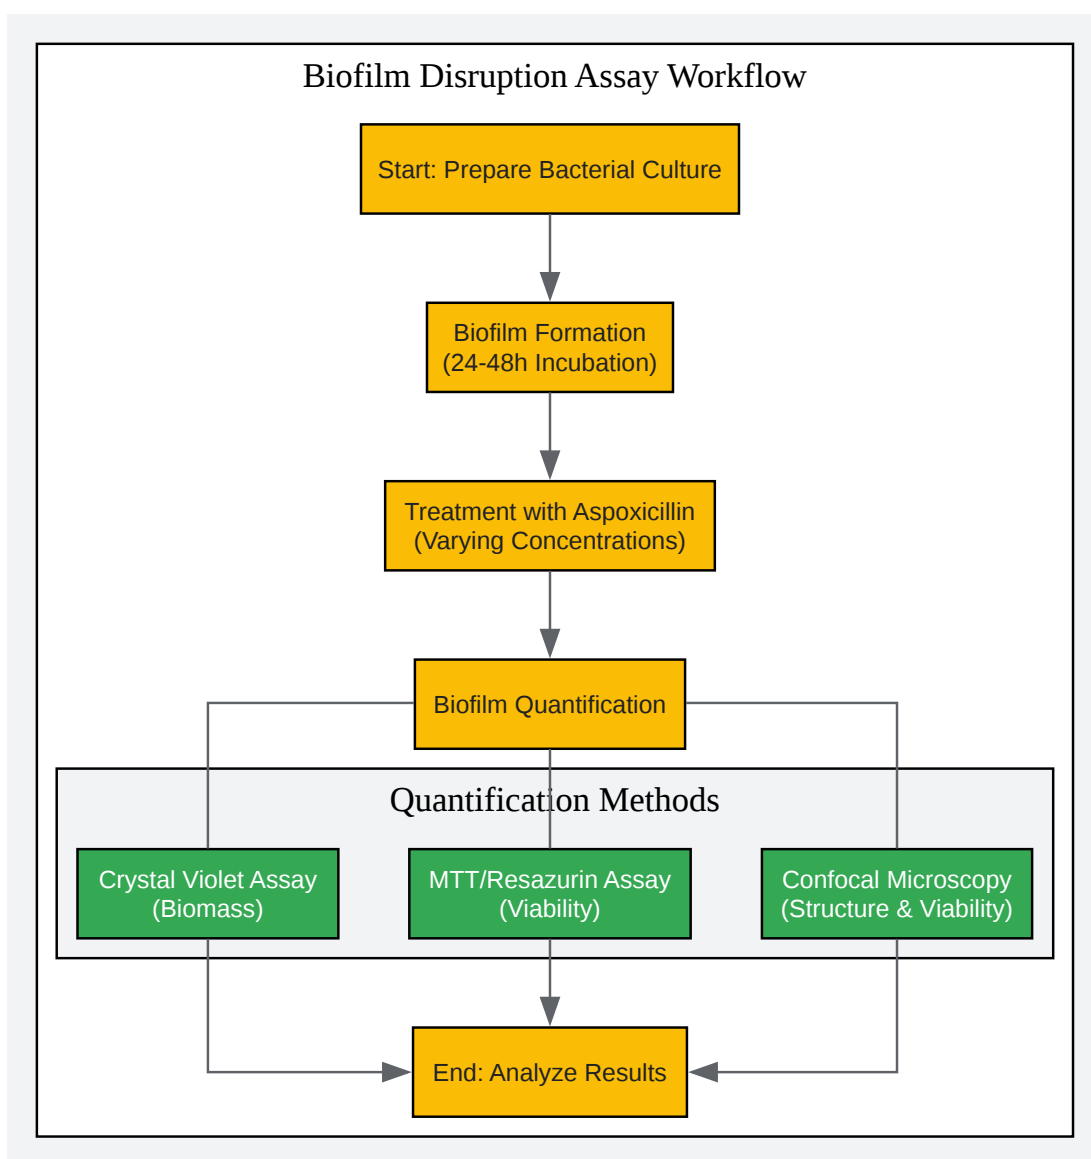 Biofilm Disruption Assay Workflow
Start: Prepare Bacterial Culture
Biofilm Formation
(24-48h Incubation)
Treatment with Aspoxicillin
(Varying Concentrations)
Biofilm Quantification
Quantification Methods
Crystal Violet Assay
(Biomass)
MTT/Resazurin Assay
(Viability)
Confocal Microscopy
(Structure & Viability)
End: Analyze Results